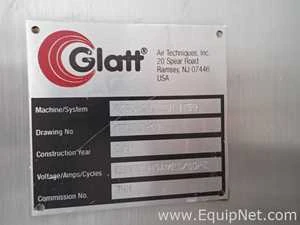 Glatt®
Air Techniques, Inc.
20 Spear Road
Ramsey, NJ 07446
USA
Machine/System
Drawing No
Construction Year
Voltage/Amps/Cycles
Commission No.
www.EquipNet.com